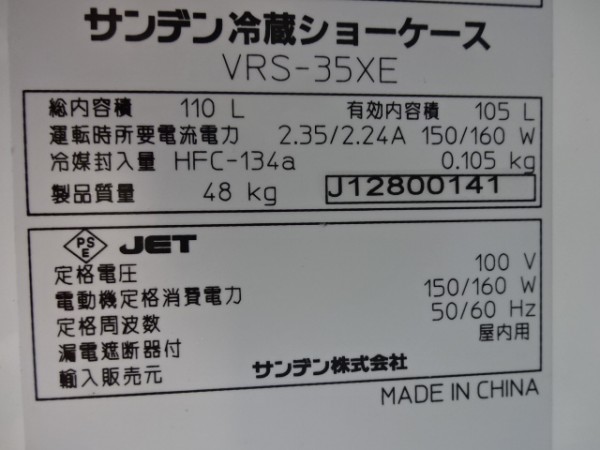 サンデン冷蔵ショーケース
VRS-35XE
総内容積 110 L 有効内容積 105 L
運転時所要電流電力 2.35/2.24A 150/160 W
冷媒封入量 HFC-134a 0.105 kg
製品質量 48 kg J12800141
PS E JET
定格電圧 100 V
電動機定格消費電力 150/160 W
定格周波数 50/60 Hz
漏電遮断器付 屋内用
輸入販売元 サンデン株式会社
MADE IN CHINA